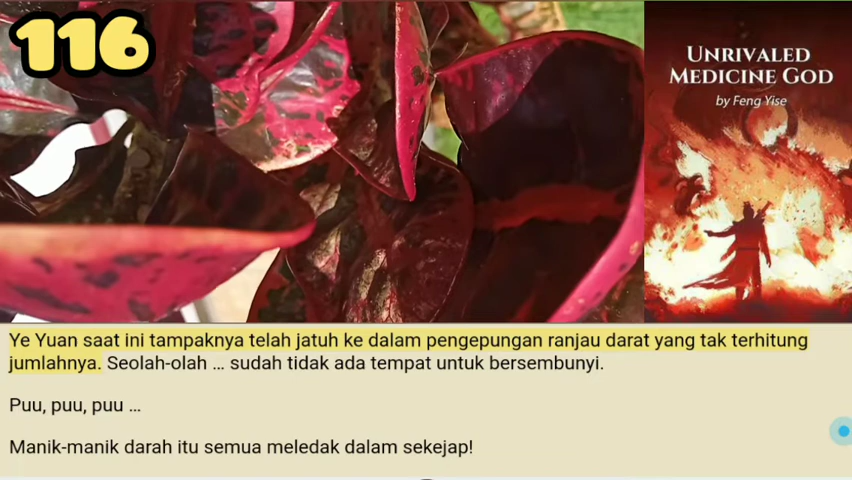 116
UNRIVALED
MEDICINE GOD
by Feng Yise
Ye Yuan saat ini tampaknya telah jatuh ke dalam pengepungan ranjau darat yang tak terhitung
jumlahnya. Seolah-olah ... sudah tidak ada tempat untuk bersembunyi.
Puu, puu, puu ...
Manik-manik darah itu semua meledak dalam sekejap!